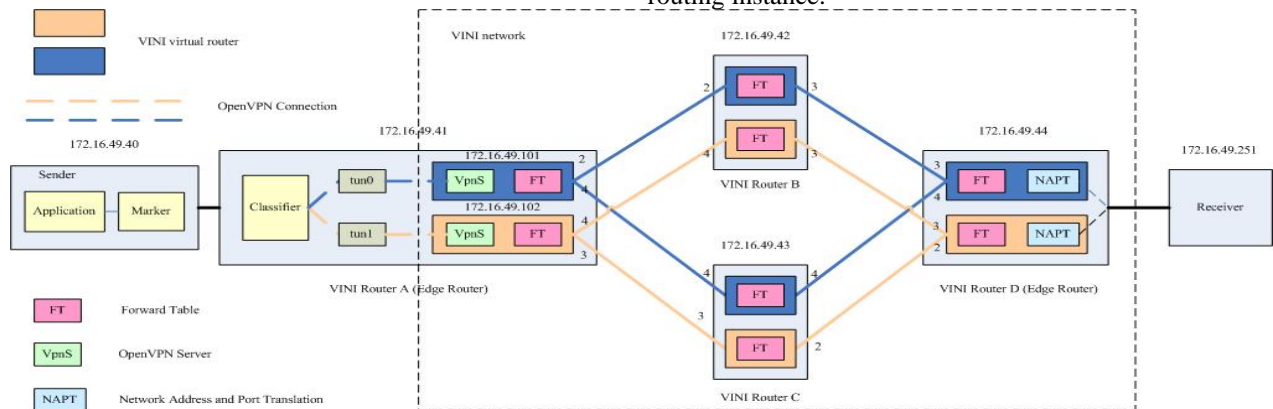 routing instance.
VINI virtual router
OpenVPN Connection
VINI network
172.16.49.40
Sender
Application
Marker
172.16.49.41
Classifier
tun0
tun1
172.16.49.101
VpnS
FT
172.16.49.102
VpnS
FT
2
4
4
3
VINI Router A (Edge Router)
172.16.49.42
2
FT
3
4
FT
3
VINI Router B
172.16.49.43
4
FT
4
3
FT
2
VINI Router C
172.16.49.44
3
FT
NAPT
4
3
FT
NAPT
2
VINI Router D (Edge Router)
172.16.49.251
Receiver
FT
Forward Table
VpnS
OpenVPN Server
NAPT
Network Address and Port Translation